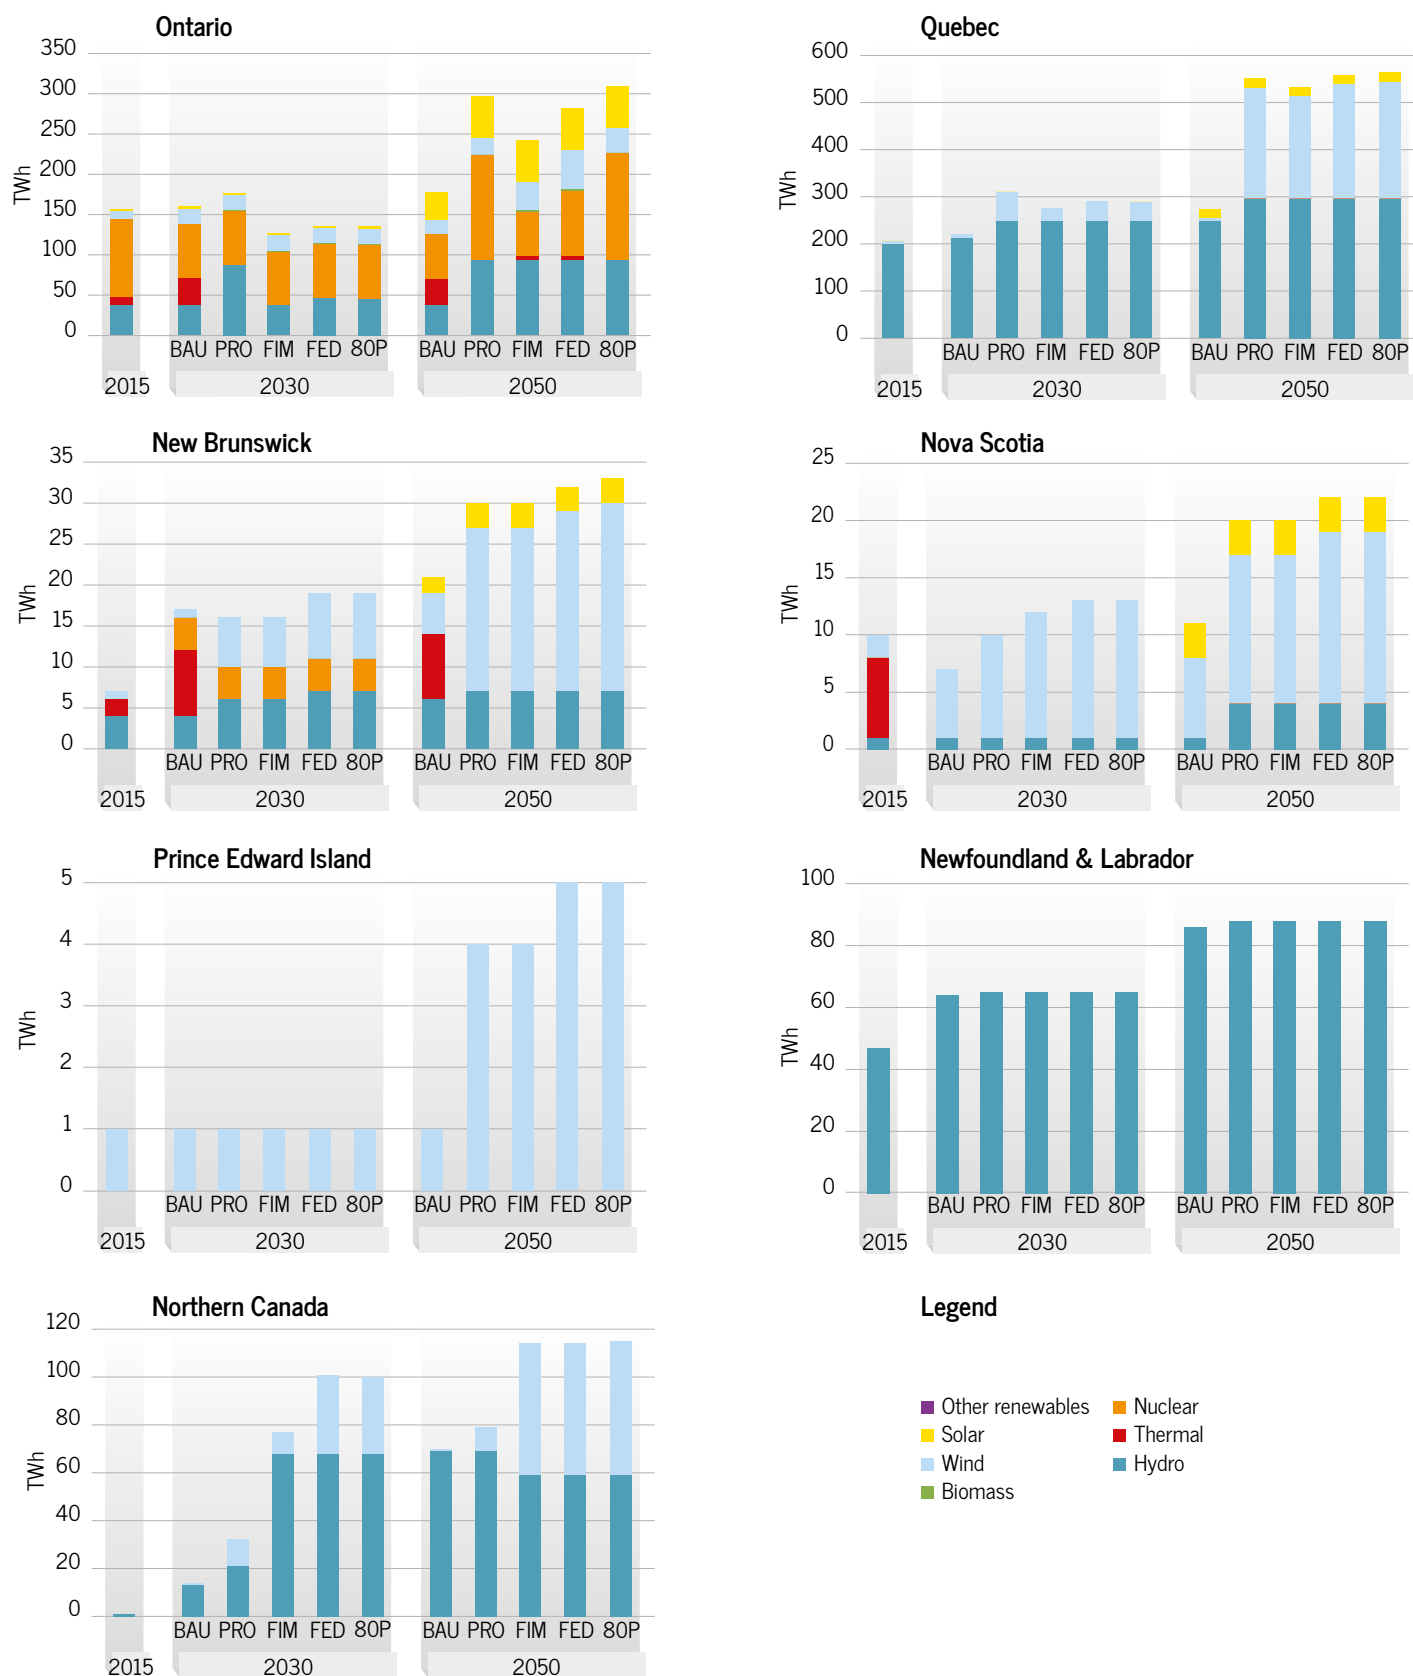 Ontario
350
300
250
200
150
100
50
0
TWh
BAU PRO FIM FED 80P
BAU PRO FIM FED 80P
2015
2030
2050
Quebec
600
500
400
300
200
100
0
TWh
BAU PRO FIM FED 80P
BAU PRO FIM FED 80P
2015
2030
2050
New Brunswick
35
30
25
20
15
10
5
0
TWh
BAU PRO FIM FED 80P
BAU PRO FIM FED 80P
2015
2030
2050
Nova Scotia
25
20
15
10
5
0
TWh
BAU PRO FIM FED 80P
BAU PRO FIM FED 80P
2015
2030
2050
Prince Edward Island
5
4
3
2
1
0
TWh
BAU PRO FIM FED 80P
BAU PRO FIM FED 80P
2015
2030
2050
Newfoundland & Labrador
100
80
60
40
20
0
TWh
BAU PRO FIM FED 80P
BAU PRO FIM FED 80P
2015
2030
2050
Northern Canada
120
100
80
60
40
20
0
TWh
BAU PRO FIM FED 80P
BAU PRO FIM FED 80P
2015
2030
2050
Legend
Other renewables
Solar
Wind
Biomass
Nuclear
Thermal
Hydro